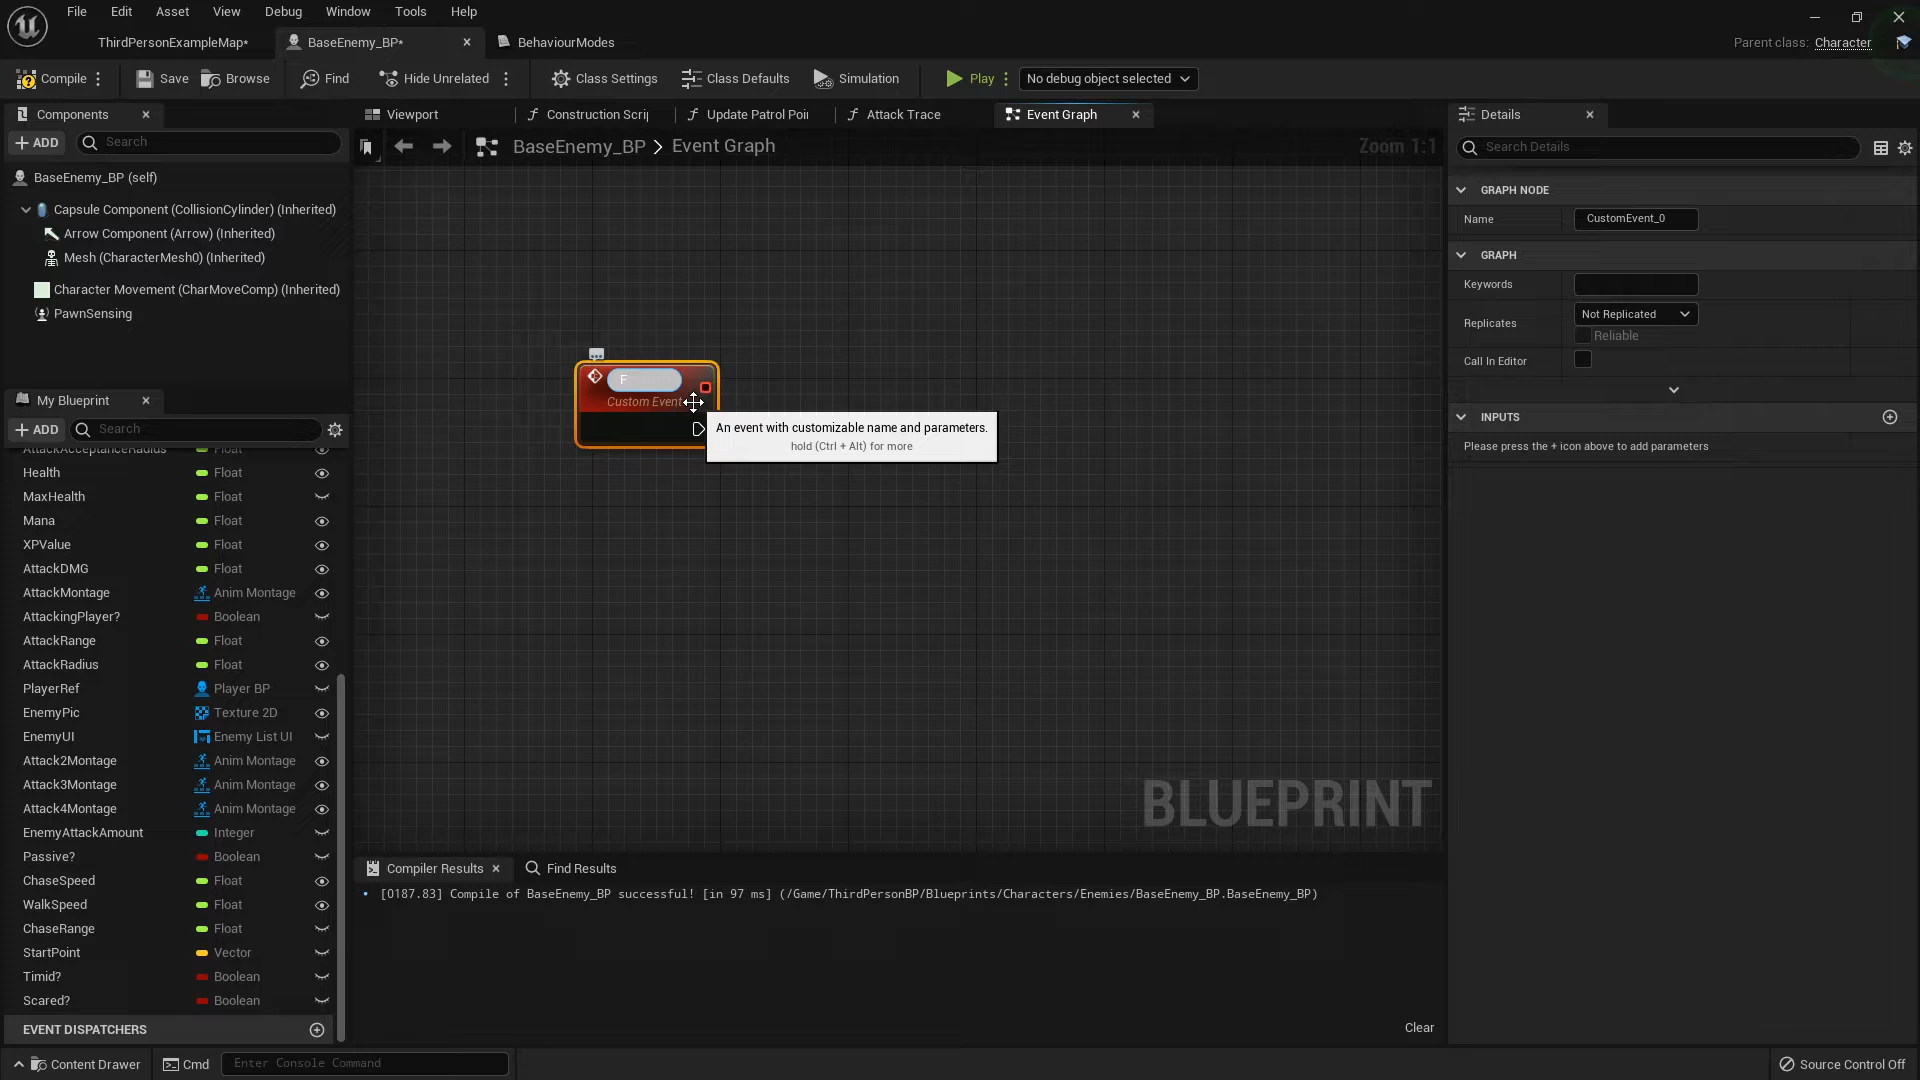 File Edit Asset View Debug Window Tools Help
ThirdPersonExampleMap* BaseEnemy_BP* BehaviourModes Parent class: Character
Compile Save Browse Find Hide Unrelated Class Settings Class Defaults Simulation Play No debug object selected
Components Viewport Construction Scrip Update Patrol Poi Attack Trace Event Graph Details
ADD Search BaseEnemy_BP > Event Graph Zoom 1:1 Search Details
BaseEnemy_BP (self)
GRAPH NODE
Capsule Component (CollisionCylinder) (Inherited)
Name CustomEvent_0
Arrow Component (Arrow) (Inherited)
Mesh (CharacterMesh0) (Inherited)
GRAPH
Keywords
Character Movement (CharMoveComp) (Inherited)
PawnSensing
Replicates Not Replicated
Reliable
Call In Editor
F
Custom Event
An event with customizable name and parameters.
hold (Ctrl + Alt) for more
INPUTS
Please press the + icon above to add parameters
My Blueprint
ADD Search
AttackAcceptanceRadius Float
Health Float
MaxHealth Float
Mana Float
XPValue Float
AttackDMG Float
AttackMontage Anim Montage
AttackingPlayer? Boolean
AttackRange Float
AttackRadius Float
PlayerRef Player BP
EnemyPic Texture 2D
EnemyUI Enemy List UI
Attack2Montage Anim Montage
Attack3Montage Anim Montage
Attack4Montage Anim Montage
EnemyAttackAmount Integer
Passive? Boolean
ChaseSpeed Float
WalkSpeed Float
ChaseRange Float
StartPoint Vector
Timid? Boolean
Scared? Boolean
EVENT DISPATCHERS
BLUEPRINT
Compiler Results Find Results
[0187.83] Compile of BaseEnemy_BP successful! [in 97 ms] (/Game/ThirdPersonBP/Blueprints/Characters/Enemies/BaseEnemy_BP.BaseEnemy_BP)
Clear
Content Drawer Cmd Enter Console Command Source Control Off